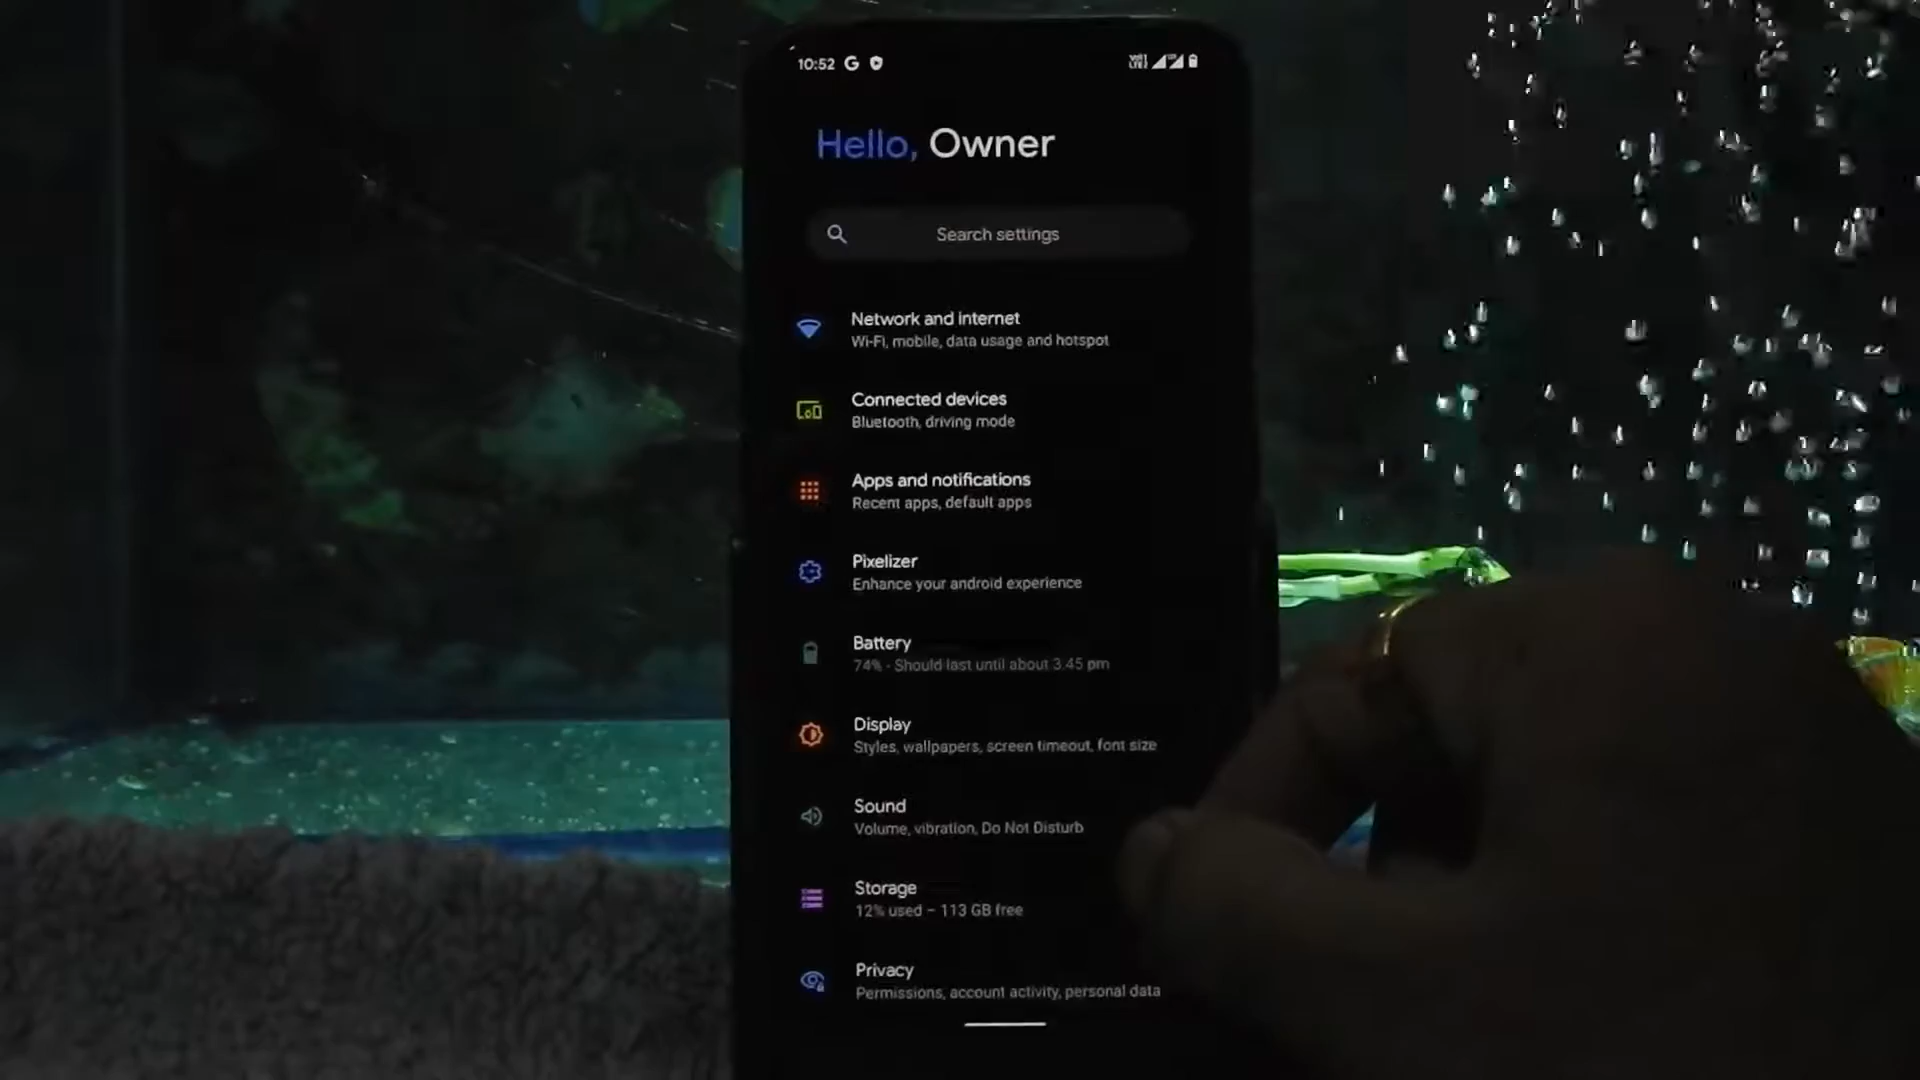 10:52
Hello, Owner
Search settings
Network and internet
Wi-Fi, mobile, data usage and hotspot
Connected devices
Bluetooth, driving mode
Apps and notifications
Recent apps, default apps
Pixelizer
Enhance your android experience
Battery
74% - Should last until about 3.45 pm
Display
Styles, wallpapers, screen timeout, font size
Sound
Volume, vibration, Do Not Disturb
Storage
12% used – 113 GB free
Privacy
Permissions, account activity, personal data